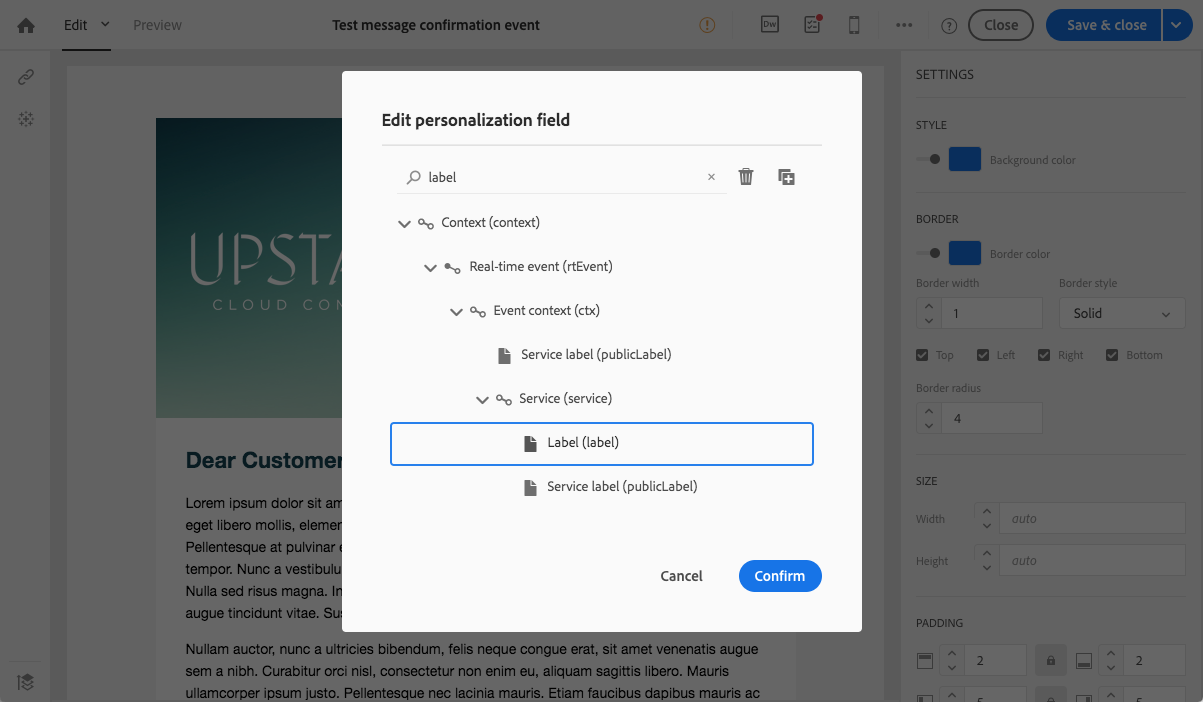 Edit
Preview
Test message confirmation event
Dw
Close
Save & close
Edit personalization field
label
Context (context)
Real-time event (rtEvent)
Event context (ctx)
Service label (publicLabel)
Service (service)
Label (label)
Service label (publicLabel)
Cancel
Confirm
UPST
CLOUD CON
Dear Customer
Lorem ipsum dolor sit am
eget libero mollis, elemen
Pellentesque at pulvinar e
tempor. Nunc a vestibulu
Nulla sed risus magna. In
augue tincidunt vitae. Sus
Nullam auctor, nunc a ultricies bibendum, felis neque congue erat, sit amet venenatis augue
sem a nibh. Curabitur orci nisl, consectetur non enim eu, aliquam sagittis libero. Mauris
ullamcorper ipsum justo. Pellentesque nec lacinia mauris. Etiam faucibus dapibus mauris ac
SETTINGS
STYLE
Background color
BORDER
Border color
Border width
Border style
1
Solid
Top
Left
Right
Bottom
Border radius
4
SIZE
Width
auto
Height
auto
PADDING
2
2